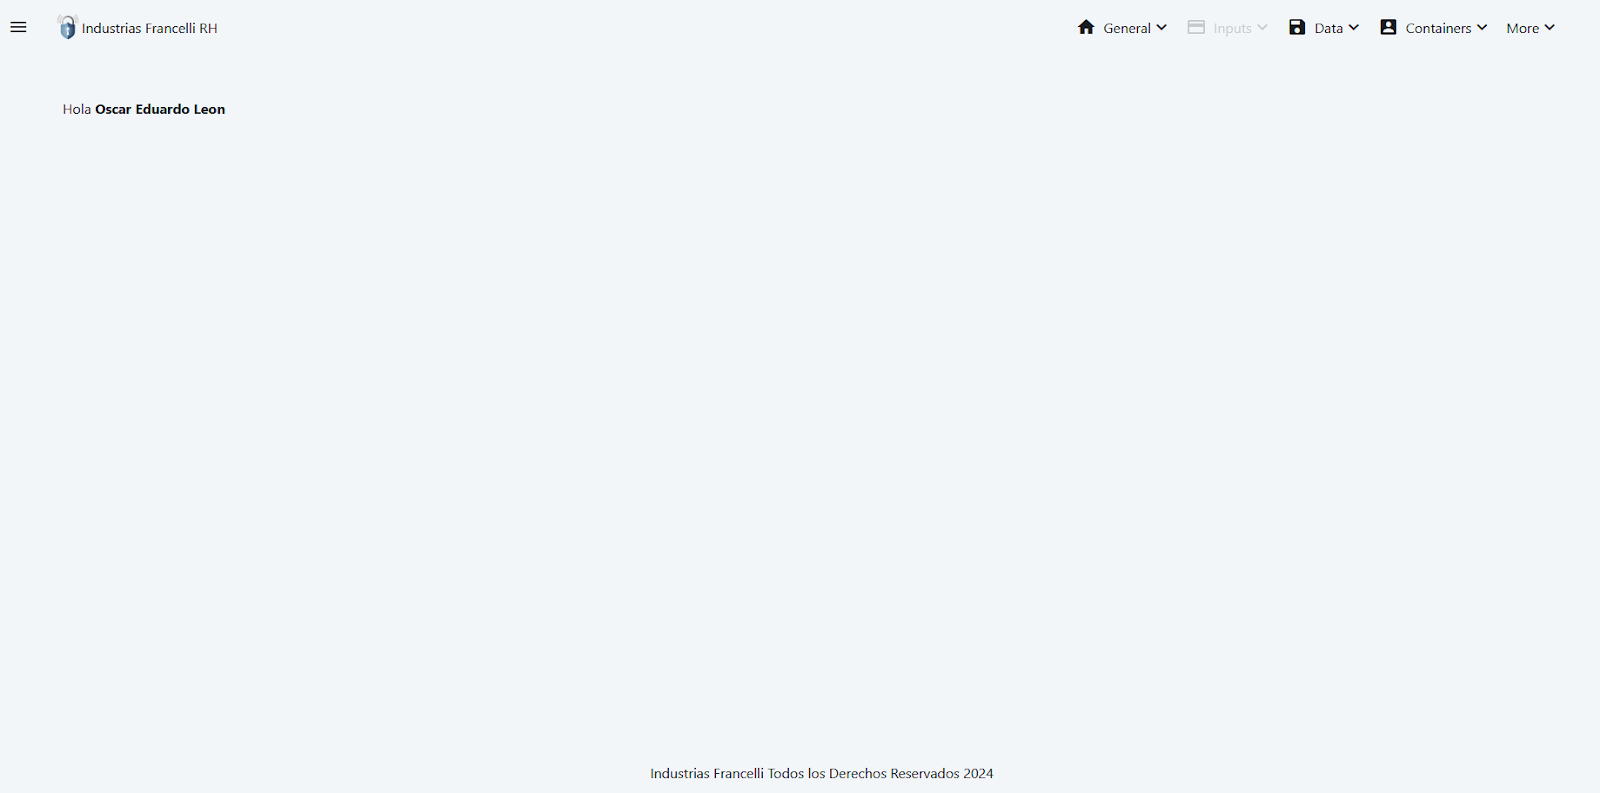 Industrias Francelli RH General Inputs Data Containers More
Hola Oscar Eduardo Leon
Industrias Francelli Todos los Derechos Reservados 2024